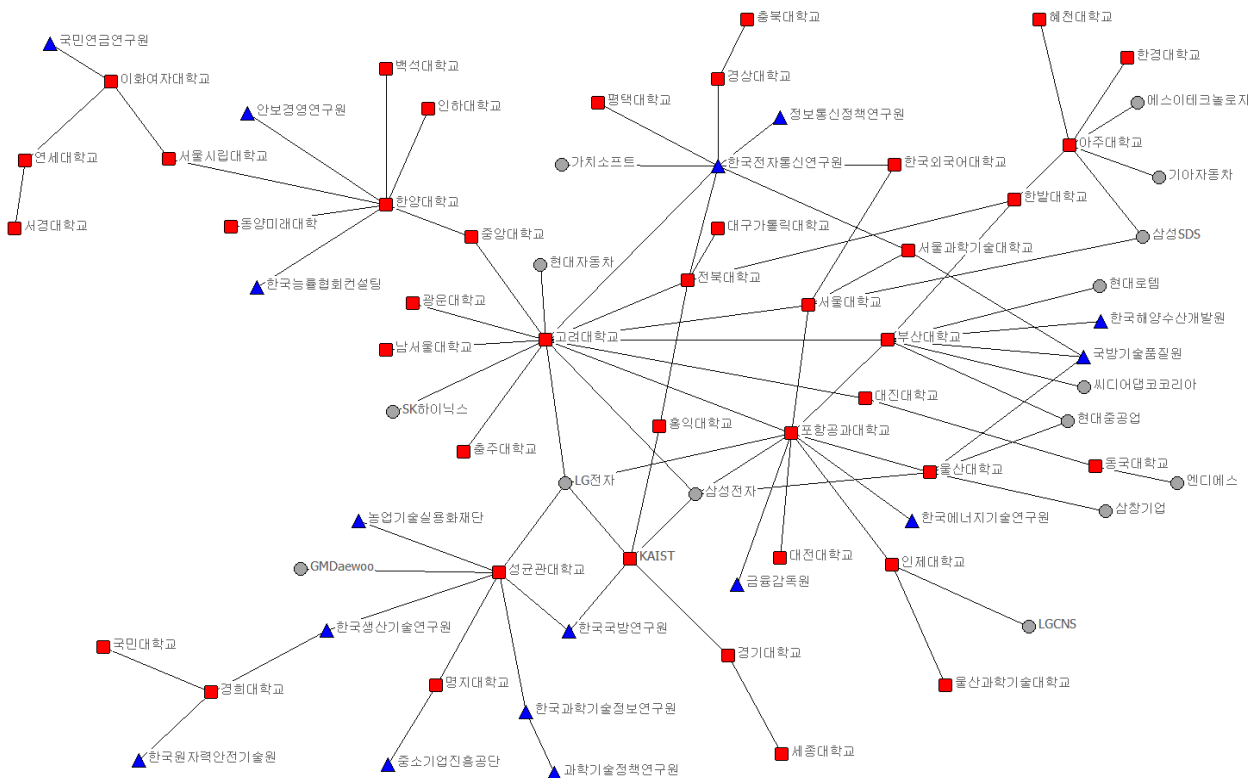 충북대학교
혜천대학교
국민연금연구원
한경대학교
백석대학교
이화여자대학교
경상대학교
에스이테크놀로지
평택대학교
인하대학교
안보경영연구원
정보통신정책연구원
아주대학교
연세대학교
서울시립대학교
가치소프트
한국전자통신연구원
한국외국어대학교
기아자동차
한발대학교
한양대학교
서경대학교
동양미래대학
대구가톨릭대학교
중앙대학교
삼성SDS
서울과학기술대학교
현대자동차
전북대학교
한국능률협회컨설팅
현대로템
광운대학교
서울대학교
한국해양수산개발원
고려대학교
부산대학교
남서울대학교
국방기술품질원
씨디어댑코코리아
대진대학교
SK하이닉스
현대중공업
홍익대학교
포항공과대학교
충주대학교
울산대학교
동국대학교
LG전자
엔디에스
삼성전자
삼창기업
농업기술실용화재단
한국에너지기술연구원
KAIST
대전대학교
인제대학교
GMDaewoo
성균관대학교
금융감독원
한국생산기술연구원
한국국방연구원
LGCNS
국민대학교
경기대학교
명지대학교
울산과학기술대학교
경희대학교
한국과학기술정보연구원
세종대학교
한국원자력안전기술원
중소기업진흥공단
과학기술정책연구원